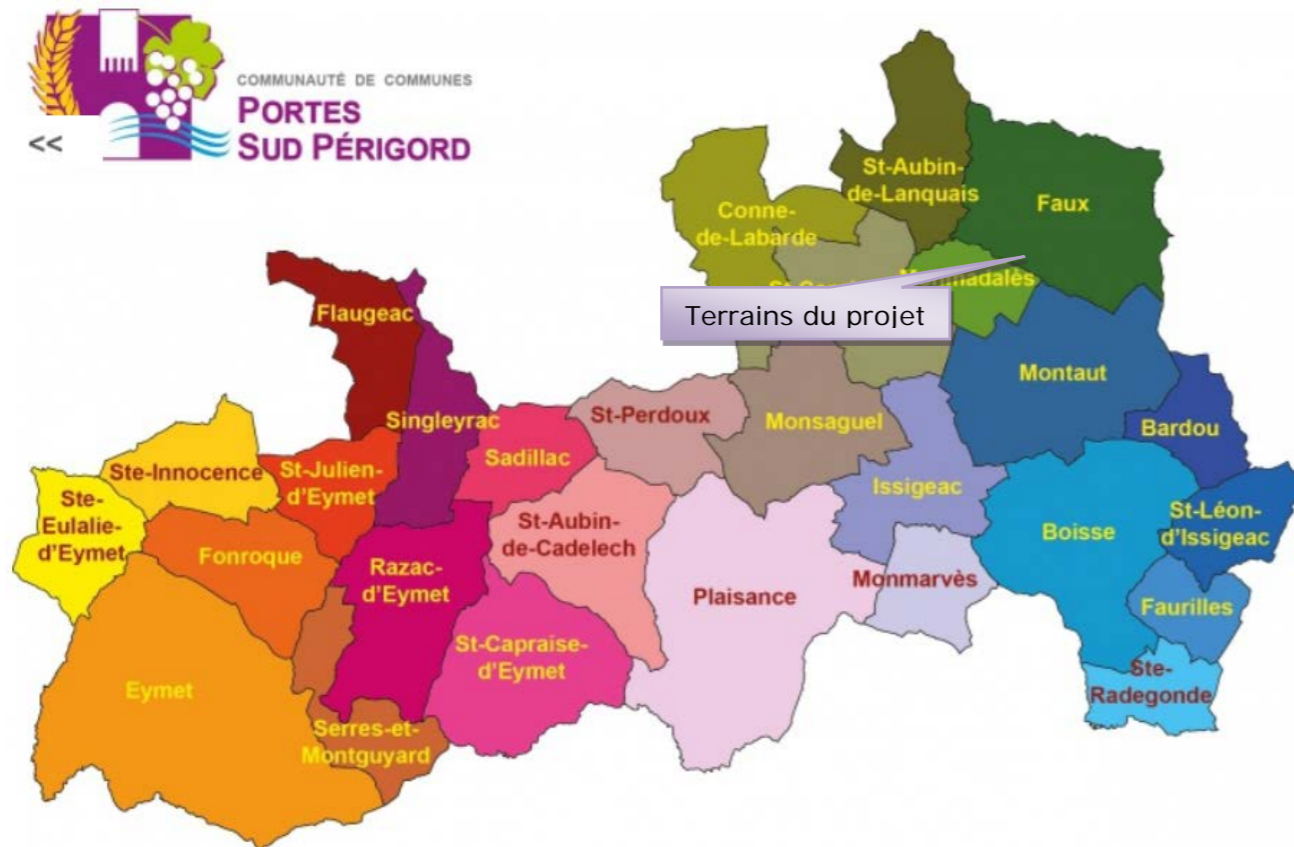 COMMUNAUTÉ DE COMMUNES
PORTES
SUD PÉRIGORD
<<
St-Aubin-
de-Lanquais
Faux
Conne-
de-Labarde
Terrains du projet
Flaugeac
Montaut
St-Perdoux
Monsaguel
Singleyrac
Bardou
Sadillac
Ste-Innocence
St-Julien-
d'Eymet
Issigeac
Ste-
Eulalie-
d'Eymet
St-Léon-
d'Issigeac
St-Aubin-
de-Cadelech
Boisse
Fonroque
Razac-
d'Eymet
Plaisance
Monmarvès
Faurilles
St-Capraise-
d'Eymet
Eymet
Ste-
Radegonde
Serres-et-
Montguyard